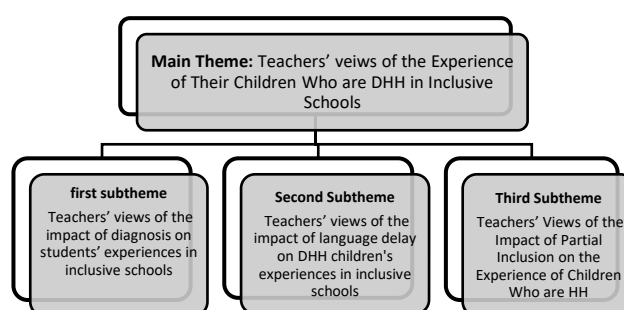 Main Theme: Teachers' veiws of the Experience
of Their Children Who are DHH in Inclusive
Schools
first subtheme
Teachers' views of the
impact of diagnosis on
students' experiences in
inclusive schools
Second Subtheme
Teachers' views of the
impact of language delay
on DHH children's
experiences in inclusive
schools
Third Subtheme
Teachers' Views of the
Impact of Partial
Inclusion on the
Experience of Children
Who are HH